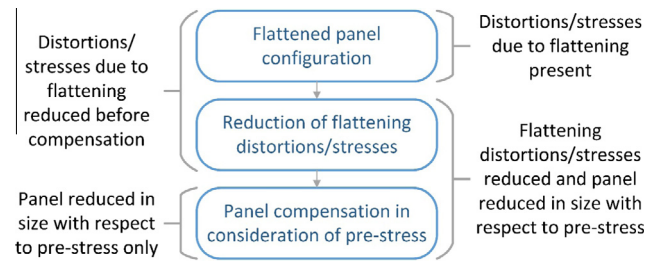 Distortions/
stresses due to
flattening
reduced before
compensation
Panel reduced in
size with respect
to pre-stress only
Flattened panel
configuration
Reduction of flattening
distortions/stresses
Panel compensation in
consideration of pre-stress
Distortions/stresses
due to flattening
present
Flattening
distortions/stresses
reduced and panel
reduced in size with
respect to pre-stress